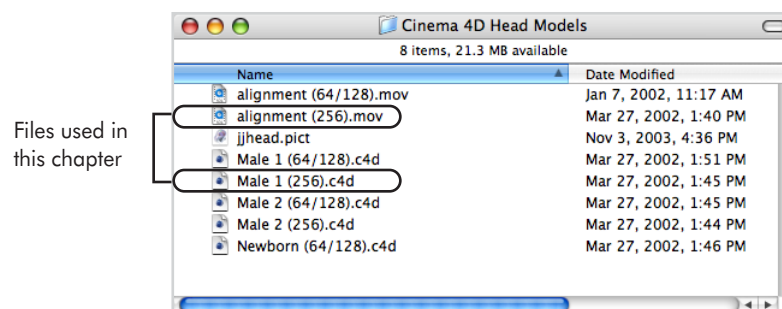 Cinema 4D Head Models
8 items, 21.3 MB available
Name Date Modified
alignment (64/128).mov Jan 7, 2002, 11:17 AM
alignment (256).mov Mar 27, 2002, 1:40 PM
jjhead.pict Nov 3, 2003, 4:36 PM
Male 1 (64/128).c4d Mar 27, 2002, 1:51 PM
Male 1 (256).c4d Mar 27, 2002, 1:45 PM
Male 2 (64/128).c4d Mar 27, 2002, 1:45 PM
Male 2 (256).c4d Mar 27, 2002, 1:44 PM
Newborn (64/128).c4d Mar 27, 2002, 1:46 PM
Files used in
this chapter